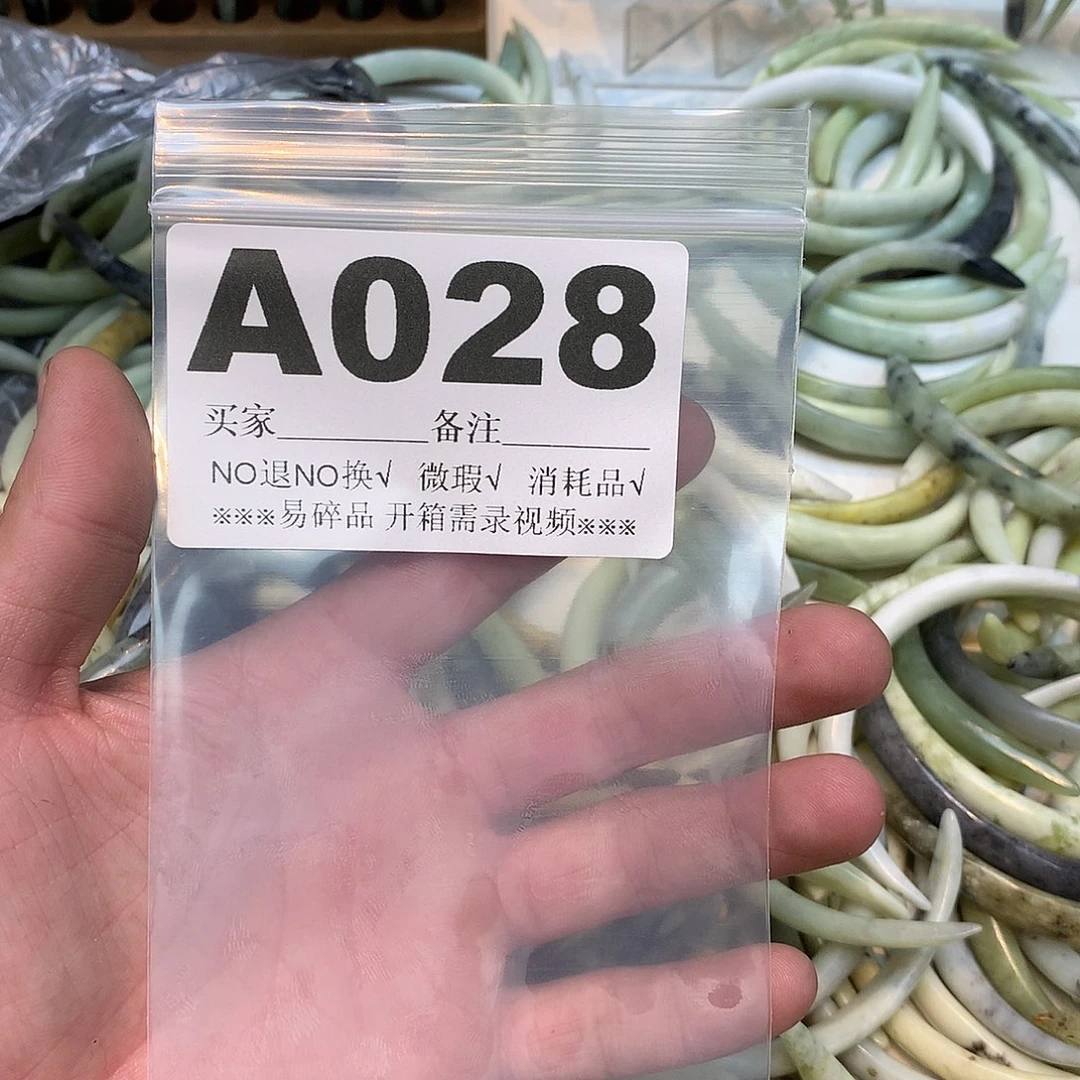 A028
买家________备注________
NO退NO换√ 微瑕√ 消耗品√
※※※易碎品 开箱需录视频※※※